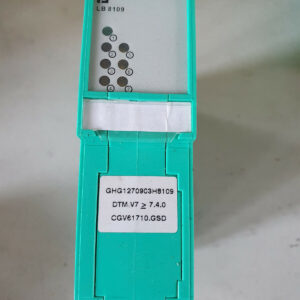 LB 8109
GHG1270903H8109
DTM V7 ≥ 7.4.0
CGV61710.GSD